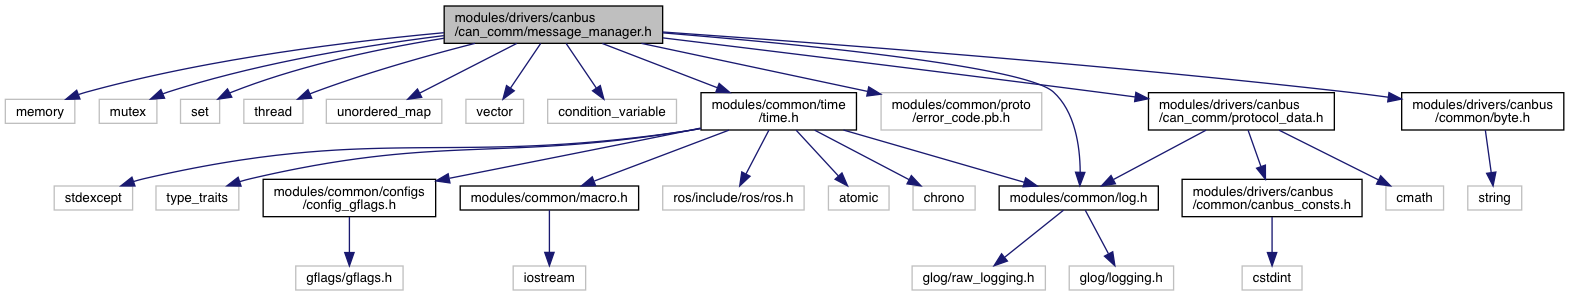 modules/drivers/canbus
/can_comm/message_manager.h
memory
mutex
set
thread
unordered_map
vector
condition_variable
modules/common/time
/time.h
modules/common/proto
/error_code.pb.h
modules/drivers/canbus
/can_comm/protocol_data.h
modules/drivers/canbus
/common/byte.h
stdexcept
type_traits
modules/common/configs
/config_gflags.h
modules/common/macro.h
ros/include/ros/ros.h
atomic
chrono
modules/common/log.h
modules/drivers/canbus
/common/canbus_consts.h
cmath
string
gflags/gflags.h
iostream
glog/raw_logging.h
glog/logging.h
cstdint